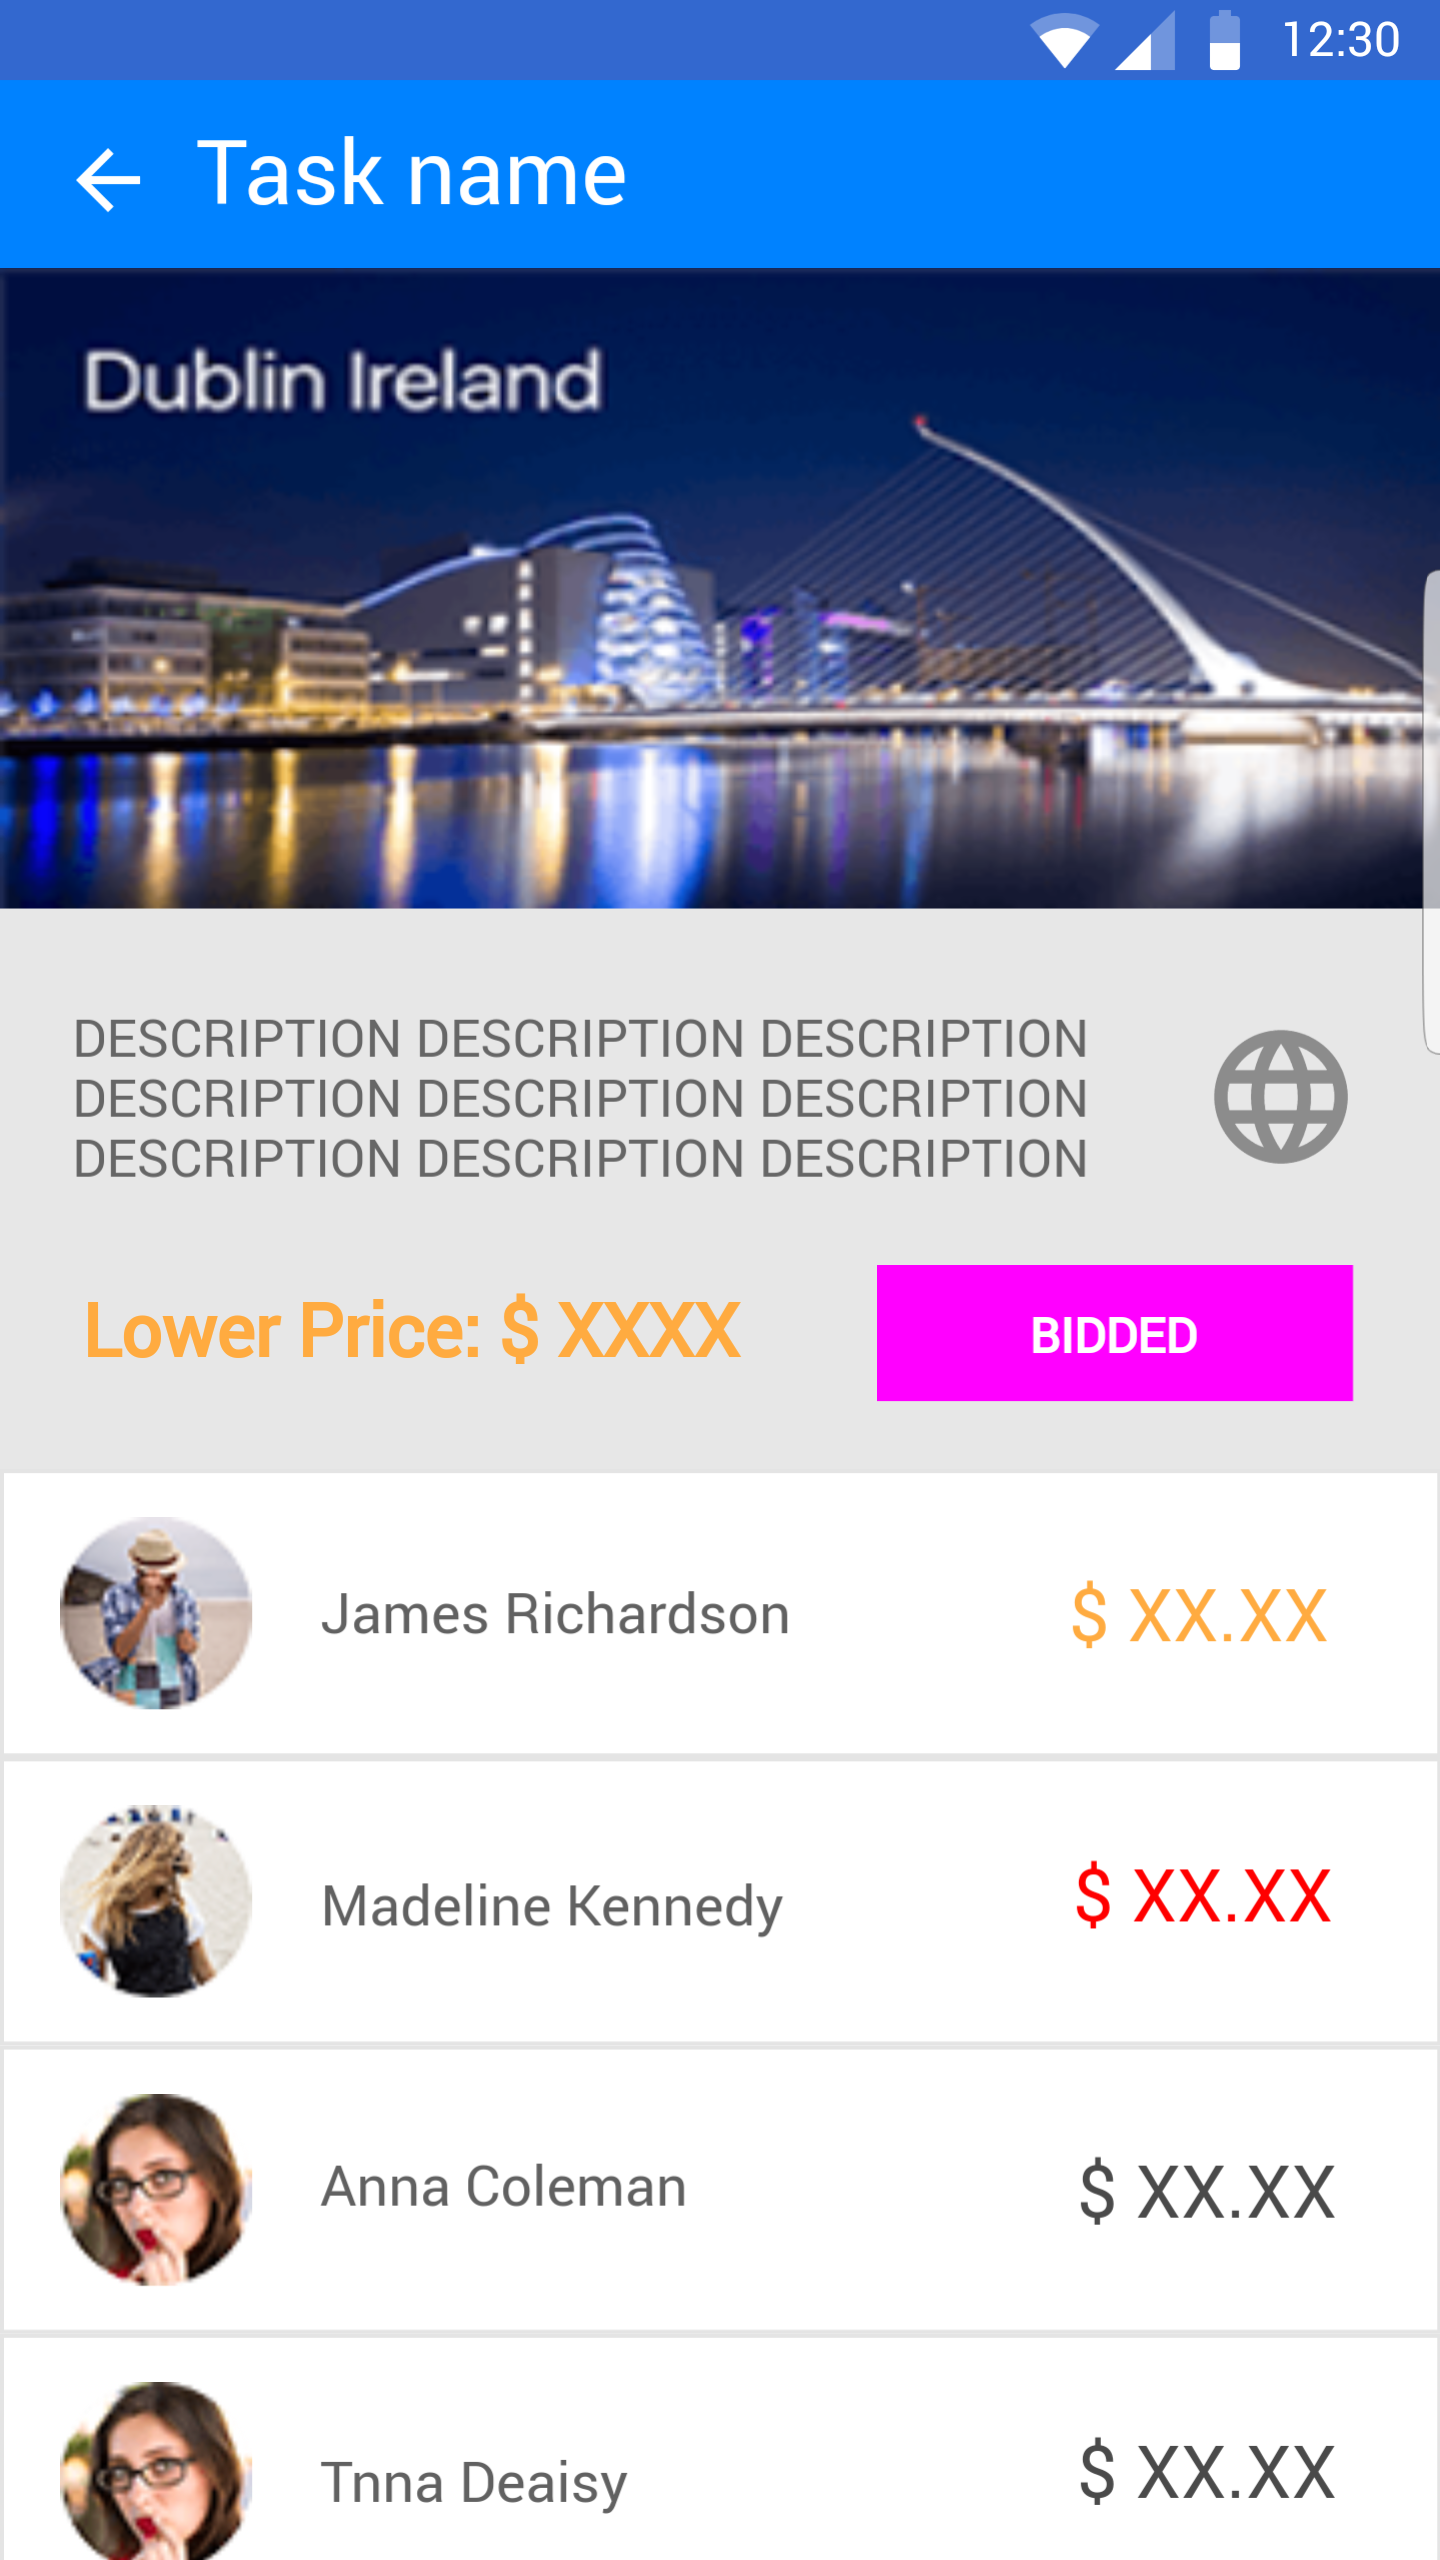 12:30
Task name
Dublin Ireland
DESCRIPTION DESCRIPTION DESCRIPTION
DESCRIPTION DESCRIPTION DESCRIPTION
DESCRIPTION DESCRIPTION DESCRIPTION
Lower Price: $ XXXX
BIDDED
James Richardson
$ XX.XX
Madeline Kennedy
$ XX.XX
Anna Coleman
$ XX.XX
Tnna Deaisy
$ XX.XX